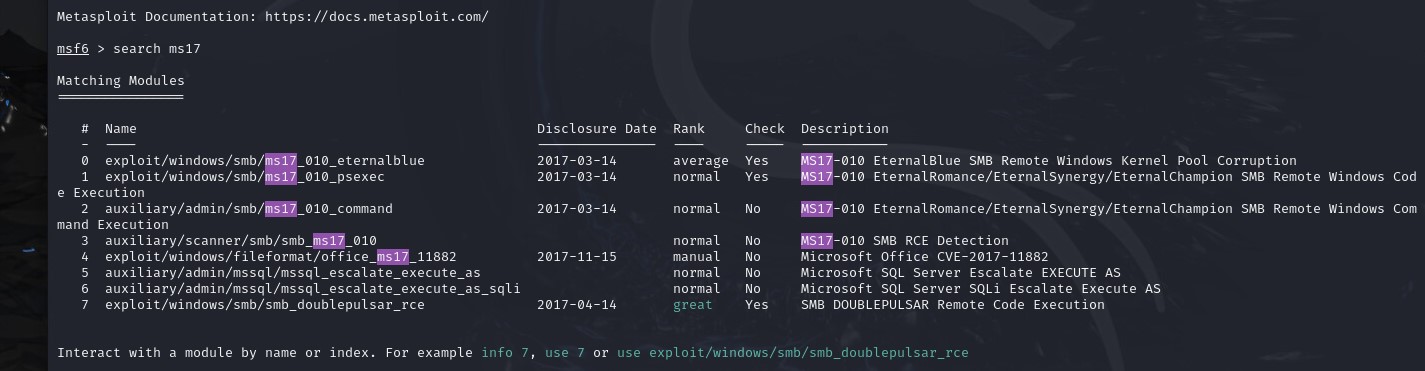 Metasploit Documentation: https://docs.metasploit.com/
msf6 > search ms17
Matching Modules
================
# Name Disclosure Date Rank Check Description
- ---- --------------- ---- ----- -----------
0 exploit/windows/smb/ms17_010_eternalblue 2017-03-14 average Yes MS17-010 EternalBlue SMB Remote Windows Kernel Pool Corruption
1 exploit/windows/smb/ms17_010_psexec 2017-03-14 normal Yes MS17-010 EternalRomance/EternalSynergy/EternalChampion SMB Remote Windows Cod
e Execution
2 auxiliary/admin/smb/ms17_010_command 2017-03-14 normal No MS17-010 EternalRomance/EternalSynergy/EternalChampion SMB Remote Windows Com
mand Execution
3 auxiliary/scanner/smb/smb_ms17_010 normal No MS17-010 SMB RCE Detection
4 exploit/windows/fileformat/office_ms17_11882 2017-11-15 manual No Microsoft Office CVE-2017-11882
5 auxiliary/admin/mssql/mssql_escalate_execute_as normal No Microsoft SQL Server Escalate EXECUTE AS
6 auxiliary/admin/mssql/mssql_escalate_execute_as_sqli normal No Microsoft SQL Server SQLi Escalate Execute AS
7 exploit/windows/smb/smb_doublepulsar_rce 2017-04-14 great Yes SMB DOUBLEPULSAR Remote Code Execution
Interact with a module by name or index. For example info 7, use 7 or use exploit/windows/smb/smb_doublepulsar_rce